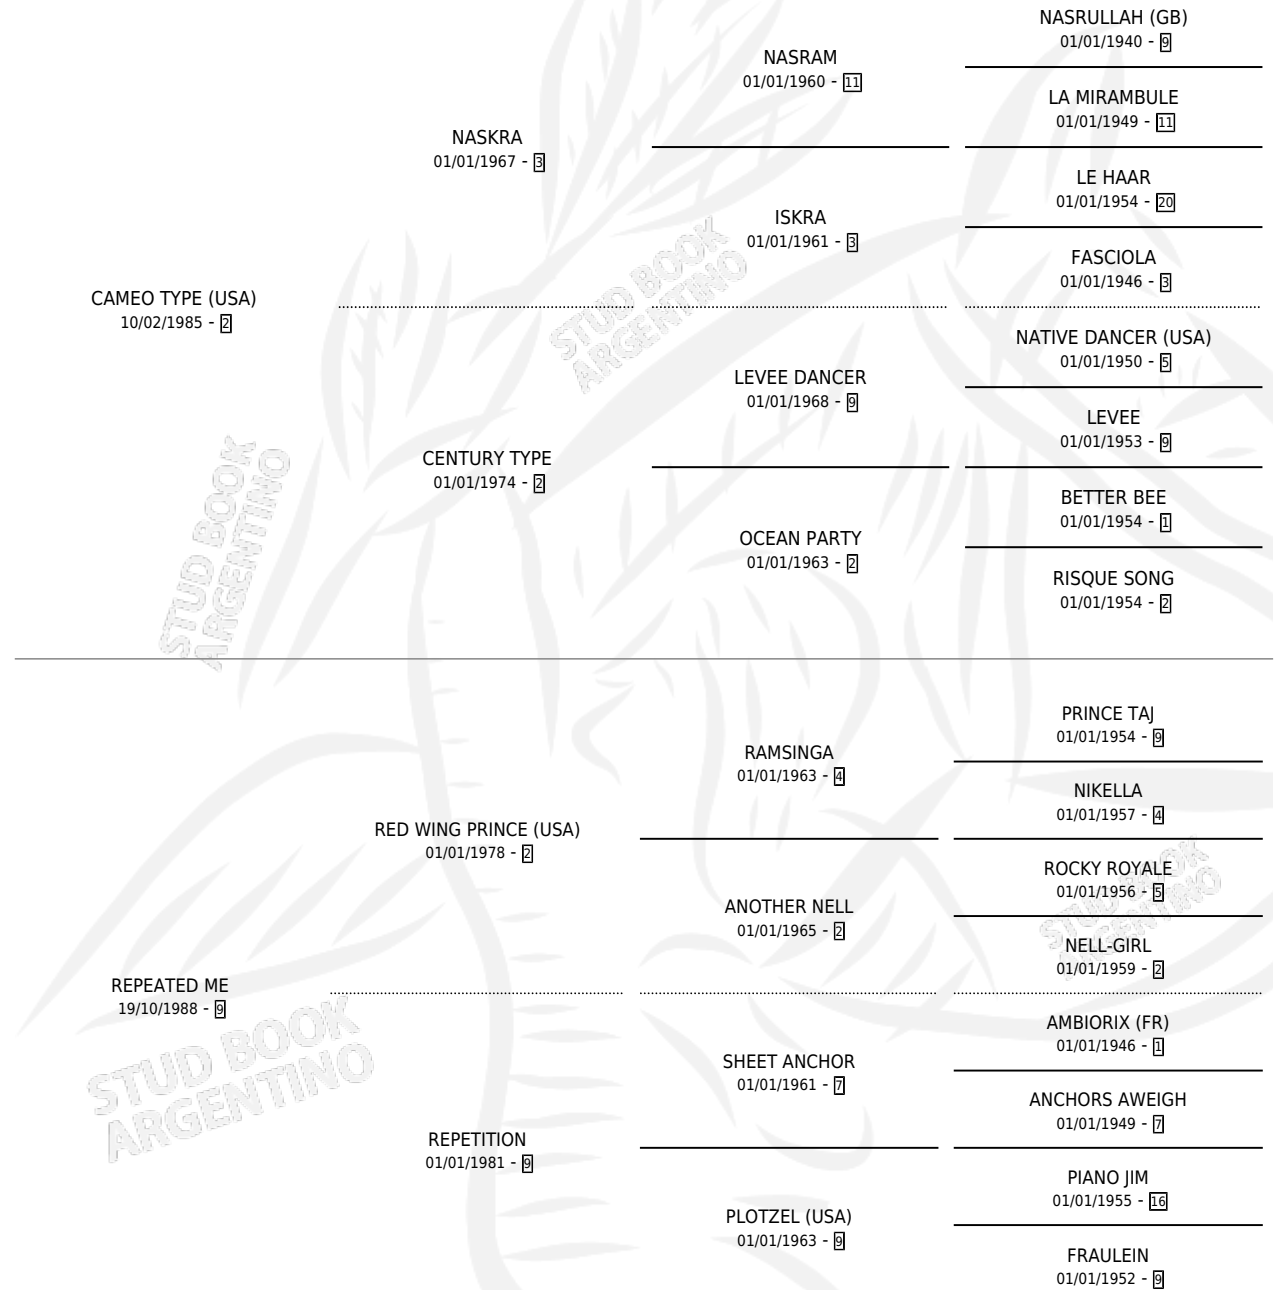 NASRULLAH (GB)
01/01/1940 - 9
NASRAM
01/01/1960 - 11
LA MIRAMBULE
01/01/1949 - 11
NASKRA
01/01/1967 - 3
LE HAAR
01/01/1954 - 20
ISKRA
01/01/1961 - 3
FASCIOLA
01/01/1946 - 3
CAMEO TYPE (USA)
10/02/1985 - 2
NATIVE DANCER (USA)
01/01/1950 - 5
LEVEE DANCER
01/01/1968 - 9
LEVEE
01/01/1953 - 9
CENTURY TYPE
01/01/1974 - 2
BETTER BEE
01/01/1954 - 1
OCEAN PARTY
01/01/1963 - 2
RISQUE SONG
01/01/1954 - 2
STUD BOOK
ARGENTINO
STUD BOOK
ARGENTINO
PRINCE TAJ
01/01/1954 - 9
RAMSINGA
01/01/1963 - 4
NIKELLA
01/01/1957 - 4
RED WING PRINCE (USA)
01/01/1978 - 2
ROCKY ROYALE
01/01/1956 - 5
ANOTHER NELL
01/01/1965 - 2
NELL-GIRL
01/01/1959 - 2
STUD BOOK
ARGENTINO
REPEATED ME
19/10/1988 - 9
AMBIORIX (FR)
01/01/1946 - 1
SHEET ANCHOR
01/01/1961 - 7
ANCHORS AWEIGH
01/01/1949 - 7
REPETITION
01/01/1981 - 9
PIANO JIM
01/01/1955 - 16
PLOTZEL (USA)
01/01/1963 - 9
FRAULEIN
01/01/1952 - 9
STUD BOOK
ARGENTINO